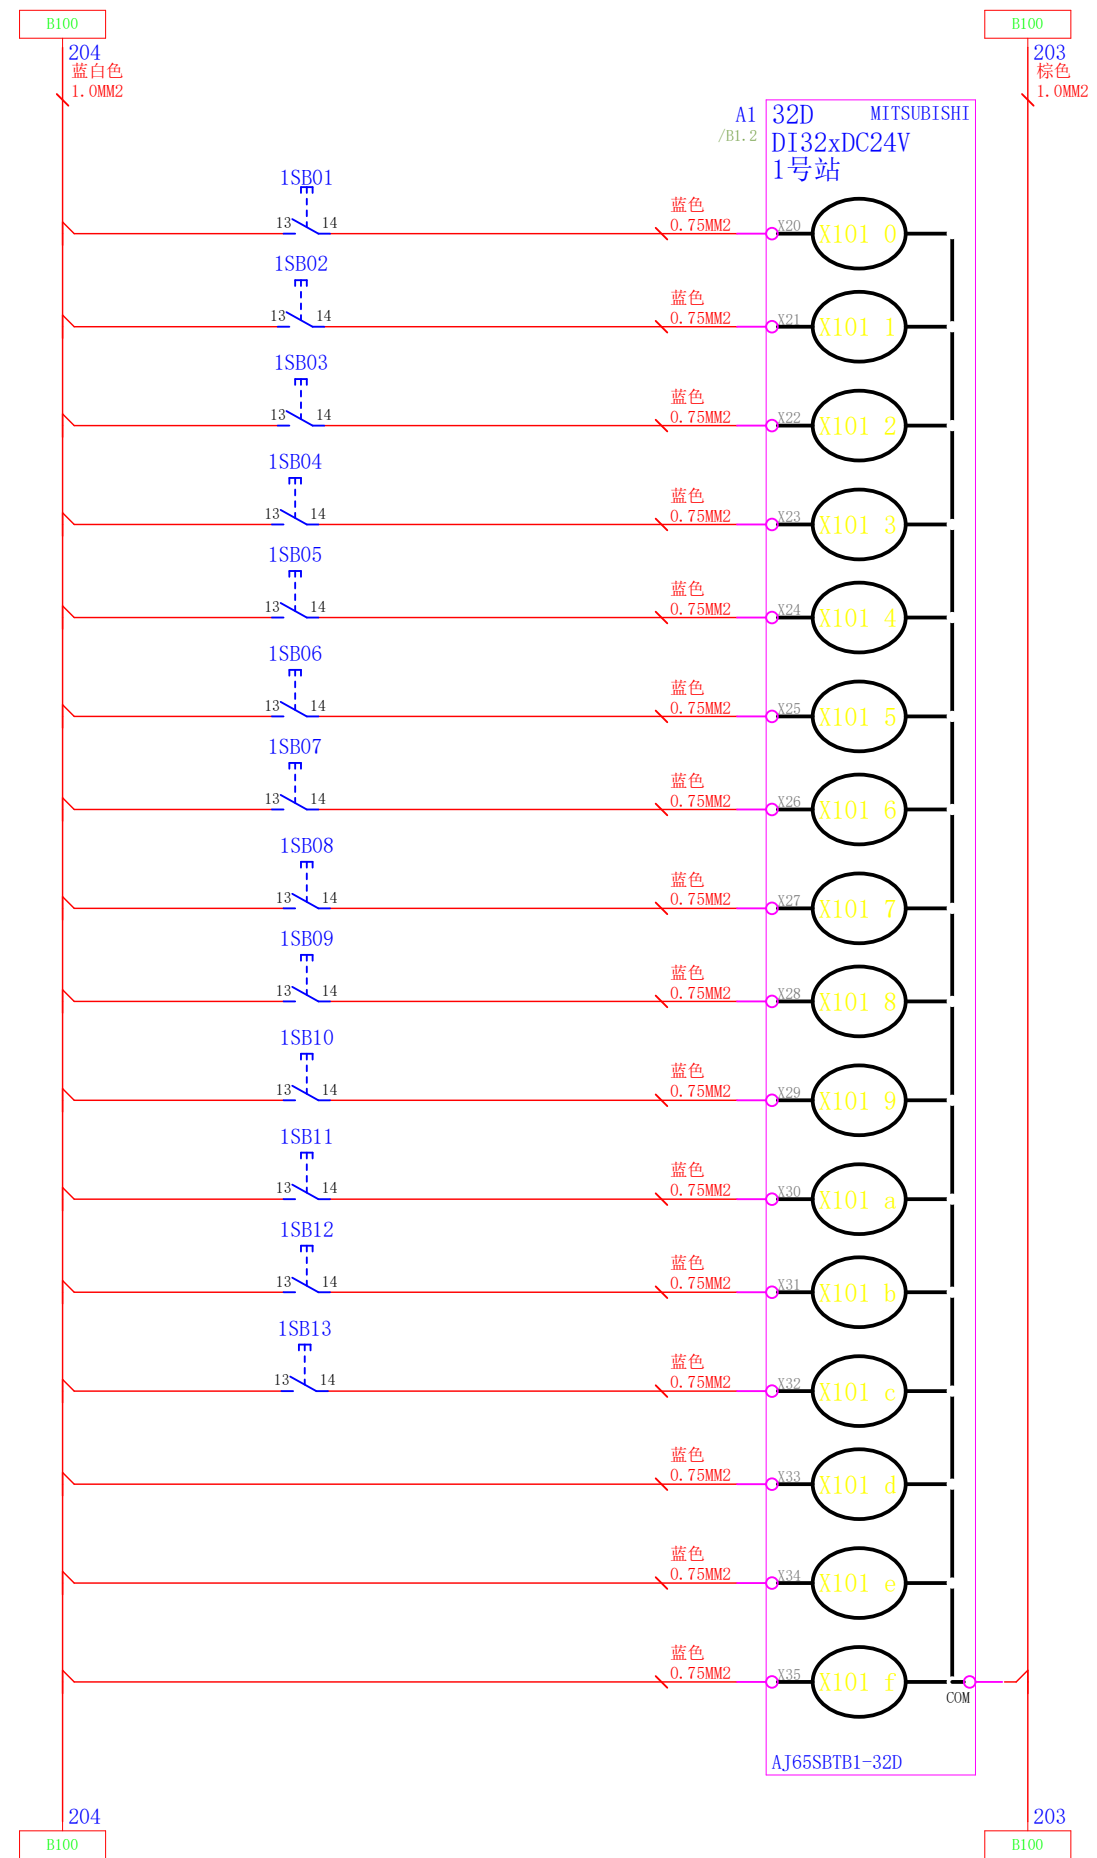 B100
B100
204
蓝白色
1.0MM2
203
棕色
1.0MM2
A1
/B1.2
32D
MITSUBISHI
DI32xDC24V
1号站
1SB01
13
14
蓝色
0.75MM2
X20
X101 0
1SB02
13
14
蓝色
0.75MM2
X21
X101 1
1SB03
13
14
蓝色
0.75MM2
X22
X101 2
1SB04
13
14
蓝色
0.75MM2
X23
X101 3
1SB05
13
14
蓝色
0.75MM2
X24
X101 4
1SB06
13
14
蓝色
0.75MM2
X25
X101 5
1SB07
13
14
蓝色
0.75MM2
X26
X101 6
1SB08
13
14
蓝色
0.75MM2
X27
X101 7
1SB09
13
14
蓝色
0.75MM2
X28
X101 8
1SB10
13
14
蓝色
0.75MM2
X29
X101 9
1SB11
13
14
蓝色
0.75MM2
X30
X101 a
1SB12
13
14
蓝色
0.75MM2
X31
X101 b
1SB13
13
14
蓝色
0.75MM2
X32
X101 c
蓝色
0.75MM2
X33
X101 d
蓝色
0.75MM2
X34
X101 e
蓝色
0.75MM2
X35
X101 f
COM
AJ65SBTB1-32D
204
203
B100
B100